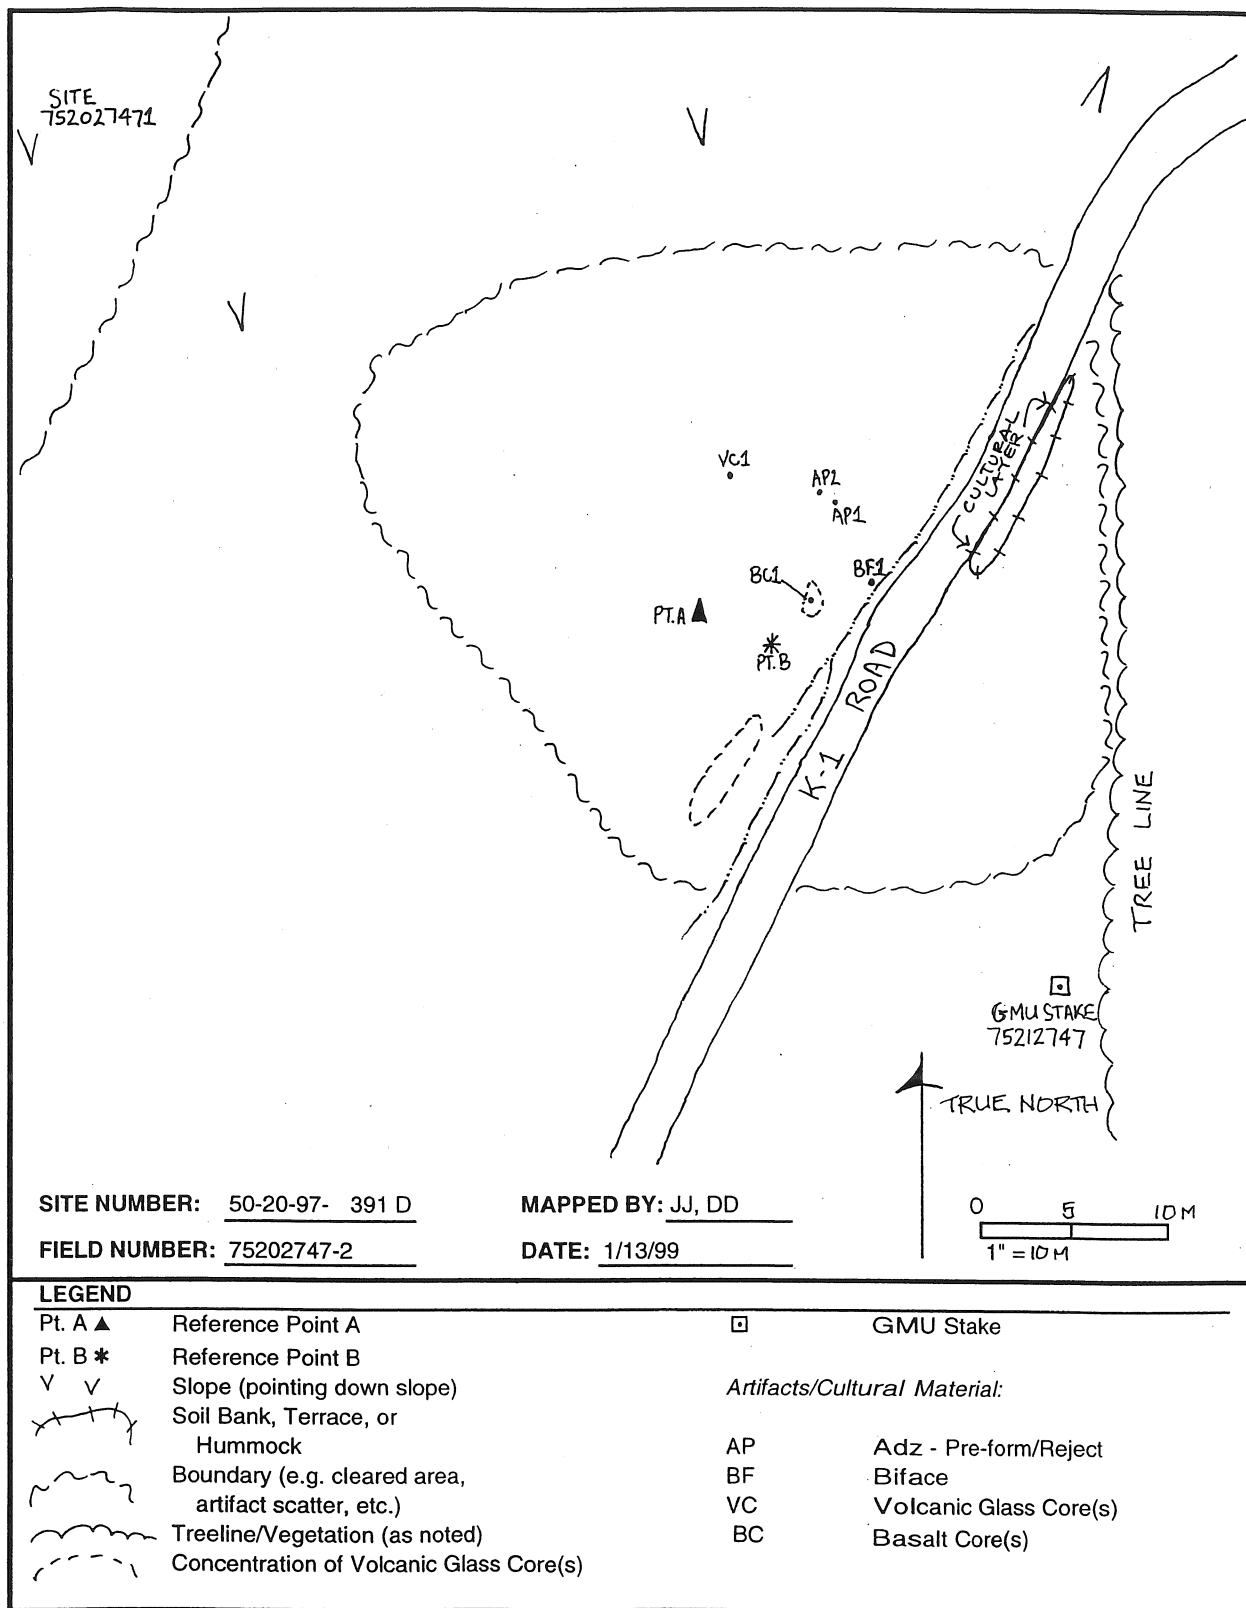 SITE
752027471
VC1
AP2
AP1
CULTURAL
LAYER
BF1
BC1
PT.A
PT.B
K-1 ROAD
TREE LINE
GMU STAKE
75212747
TRUE NORTH
SITE NUMBER: 50-20-97- 391 D
MAPPED BY: JJ, DD
0 5 10 M
FIELD NUMBER: 75202747-2
DATE: 1/13/99
1" = 10 M
LEGEND
Pt. A Reference Point A
GMU Stake
Pt. B Reference Point B
Slope (pointing down slope)
Artifacts/Cultural Material:
Soil Bank, Terrace, or
Hummock
AP Adz - Pre-form/Reject
Boundary (e.g. cleared area,
BF Biface
artifact scatter, etc.)
VC Volcanic Glass Core(s)
Treeline/Vegetation (as noted)
BC Basalt Core(s)
Concentration of Volcanic Glass Core(s)